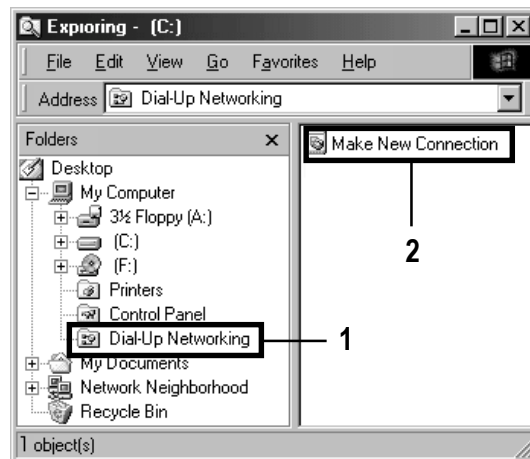 Exploring - (C:)
File Edit View Go Favorites Help
Address Dial-Up Networking
Folders x
Make New Connection
Desktop
My Computer
3½ Floppy (A:)
(C:)
(F:)
Printers
Control Panel
Dial-Up Networking
My Documents
Network Neighborhood
Recycle Bin
1
2
1 object(s)